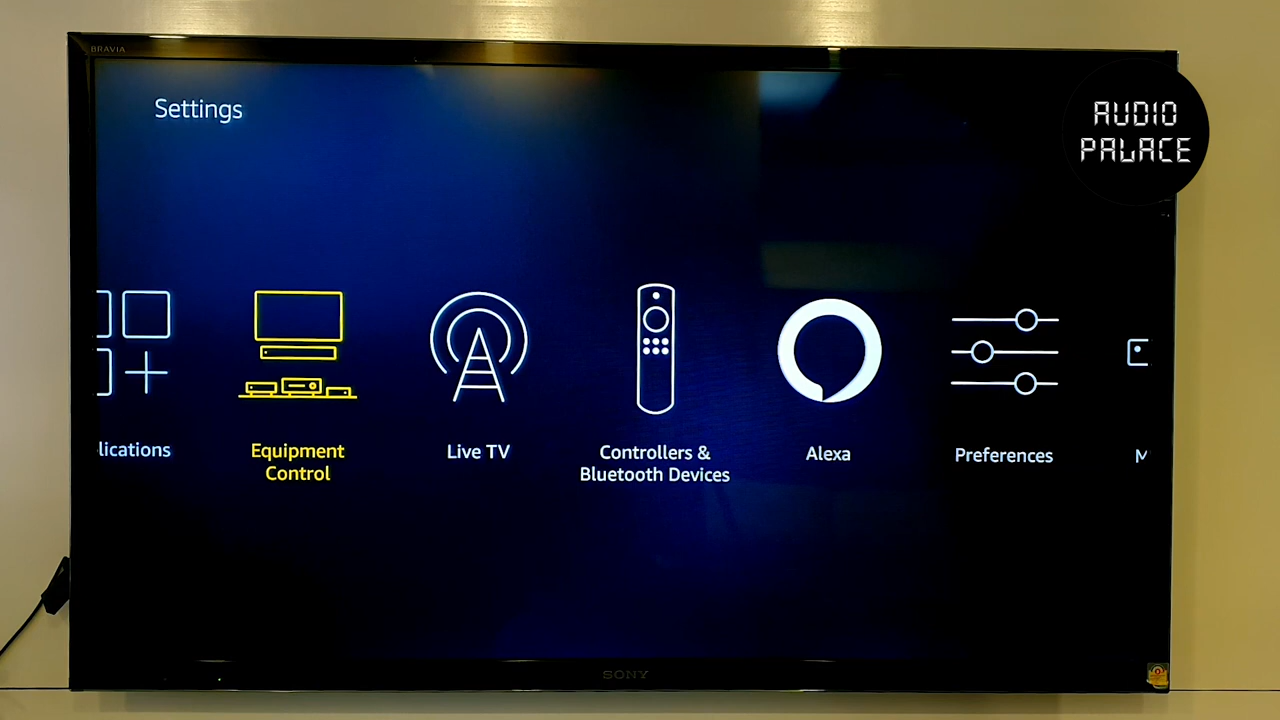 BRAVIA
Settings
AUDIO
PALACE
lications
Equipment
Control
Live TV
Controllers &
Bluetooth Devices
Alexa
Preferences
M
SONY